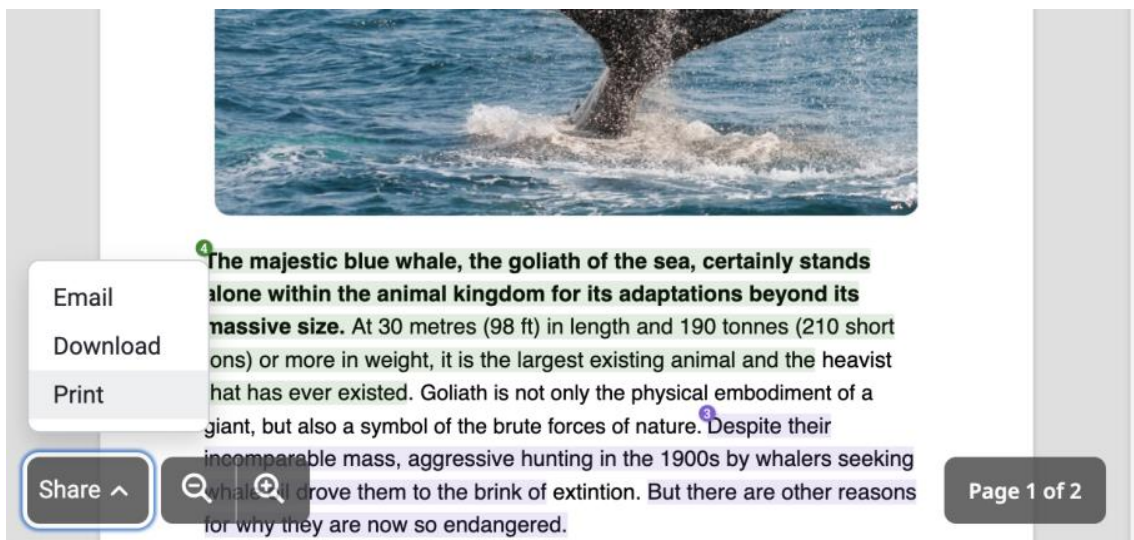 4
The majestic blue whale, the goliath of the sea, certainly stands
alone within the animal kingdom for its adaptations beyond its
massive size. At 30 metres (98 ft) in length and 190 tonnes (210 short
tons) or more in weight, it is the largest existing animal and the heavist
that has ever existed. Goliath is not only the physical embodiment of a
giant, but also a symbol of the brute forces of nature. 3 Despite their
incomparable mass, aggressive hunting in the 1900s by whalers seeking
whale oil drove them to the brink of extintion. But there are other reasons
for why they are now so endangered.
Email
Download
Print
Share
Page 1 of 2